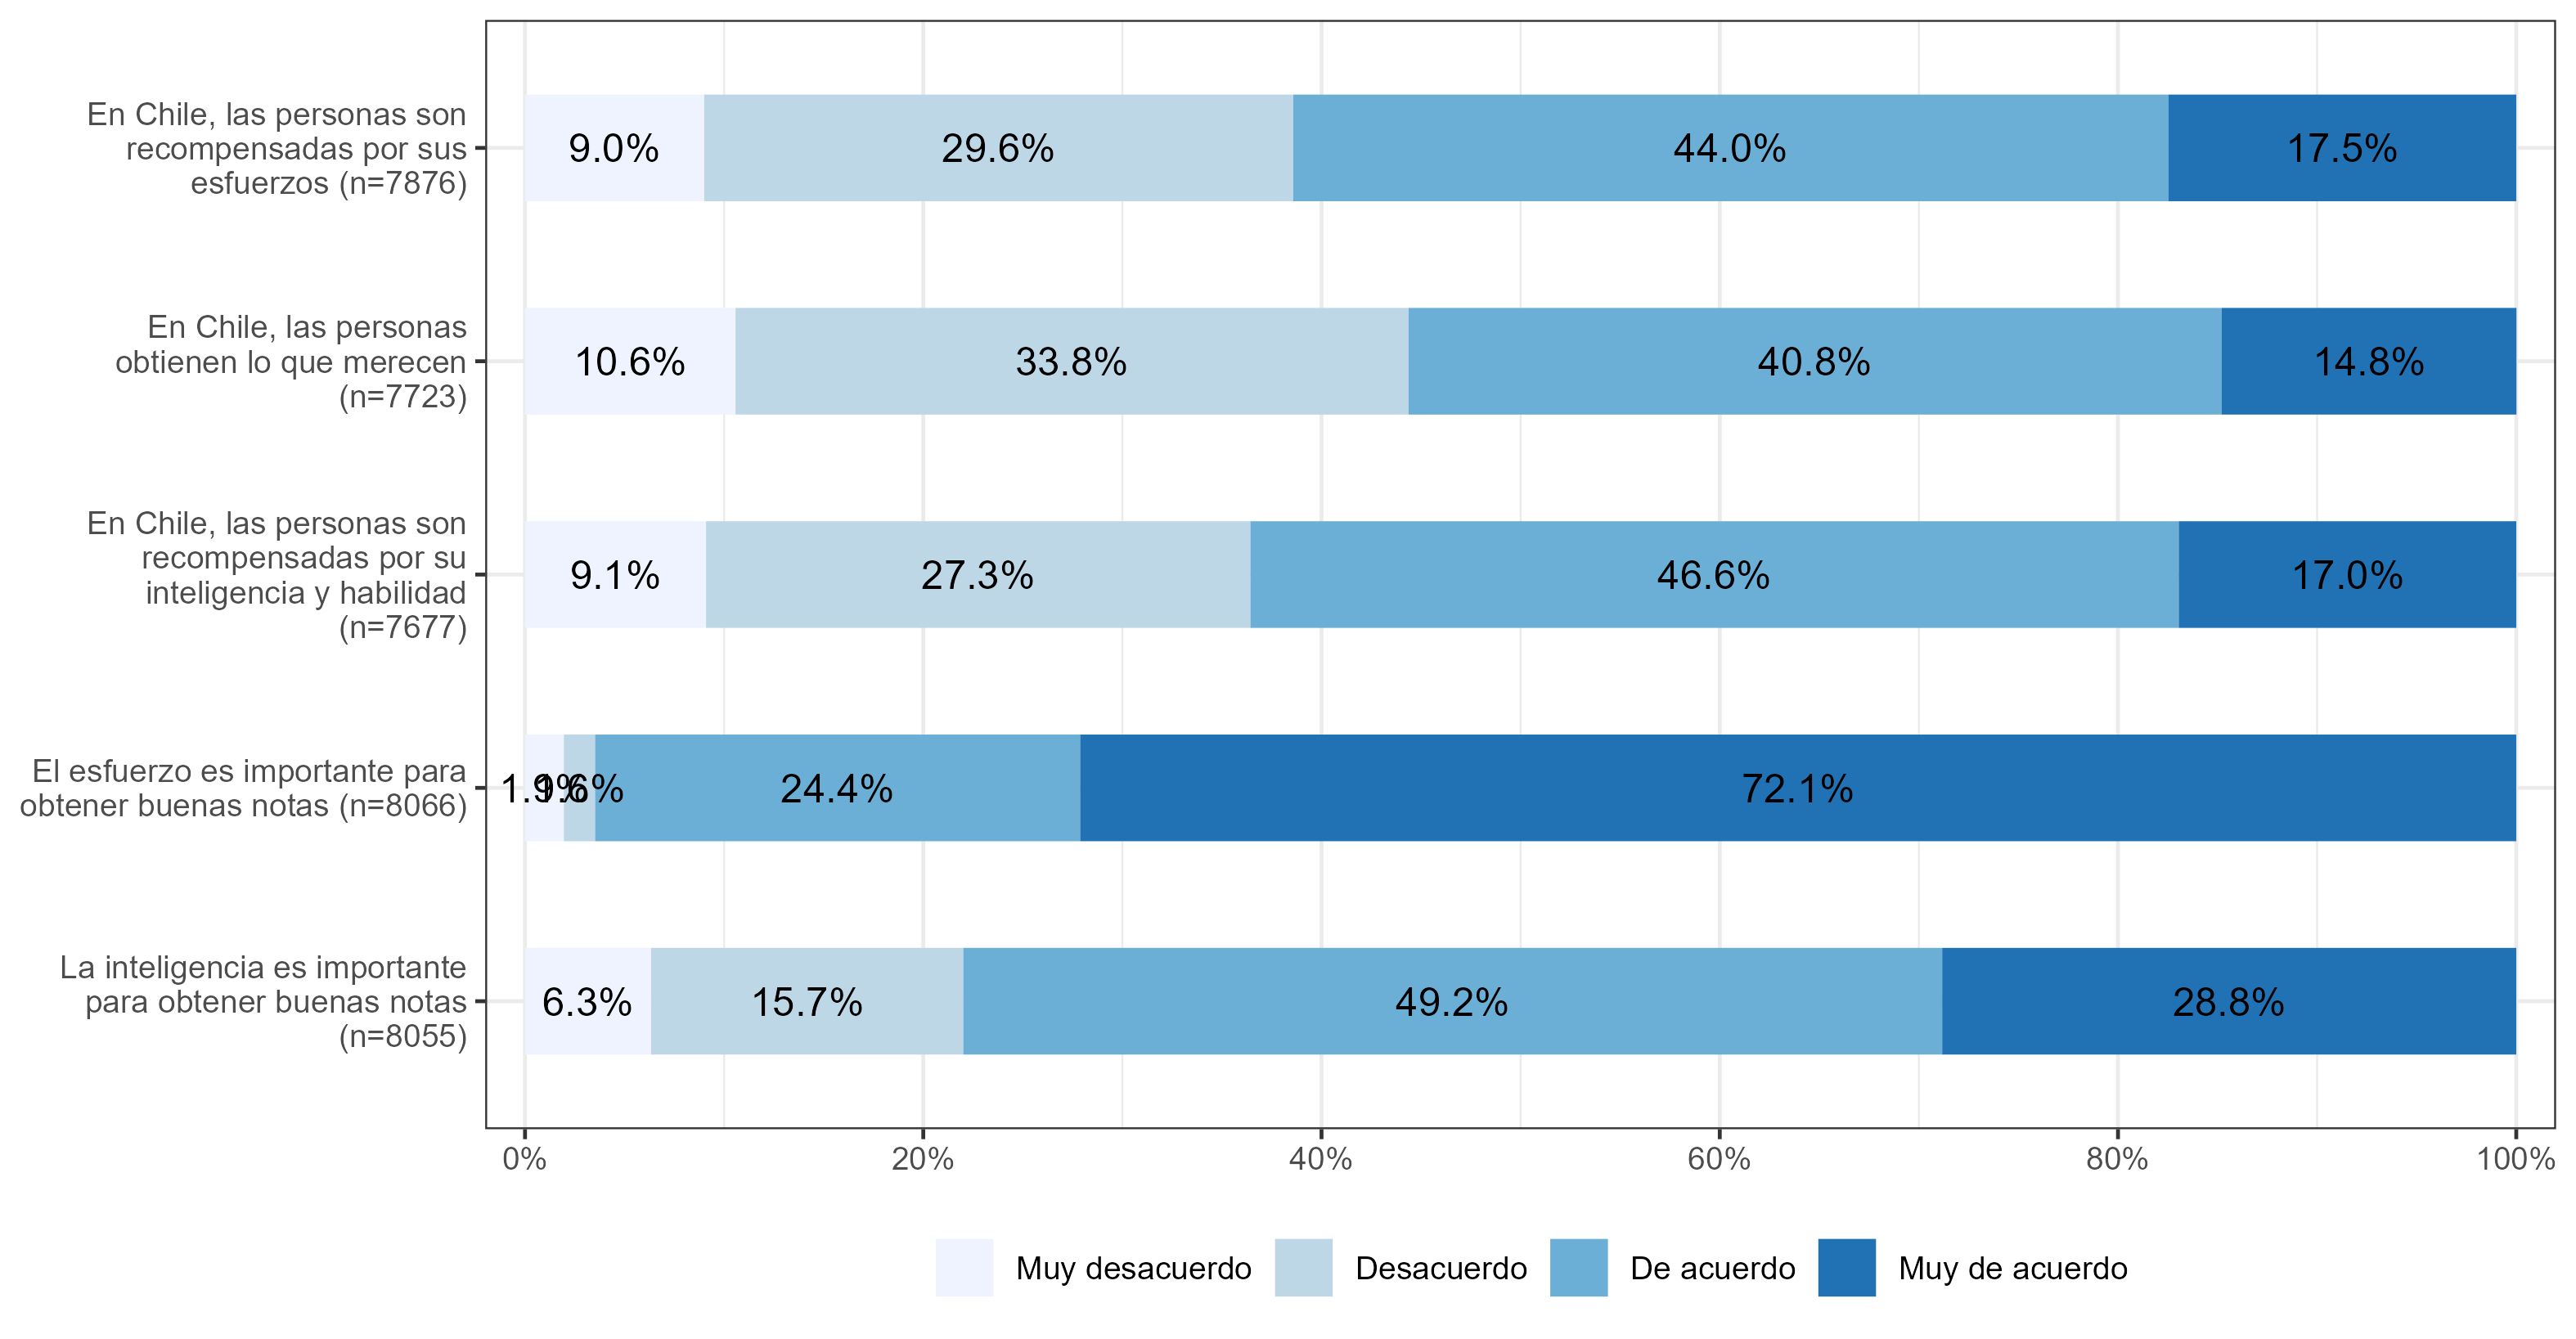 En Chile, las personas son
recompensadas por sus
esfuerzos (n=7876)
9.0%
29.6%
44.0%
17.5%
En Chile, las personas
obtienen lo que merecen
(n=7723)
10.6%
33.8%
40.8%
14.8%
En Chile, las personas son
recompensadas por su
inteligencia y habilidad
(n=7677)
9.1%
27.3%
46.6%
17.0%
El esfuerzo es importante para
obtener buenas notas (n=8066)
1.9%
1.6%
24.4%
72.1%
La inteligencia es importante
para obtener buenas notas
(n=8055)
6.3%
15.7%
49.2%
28.8%
0%
20%
40%
60%
80%
100%
Muy desacuerdo
Desacuerdo
De acuerdo
Muy de acuerdo